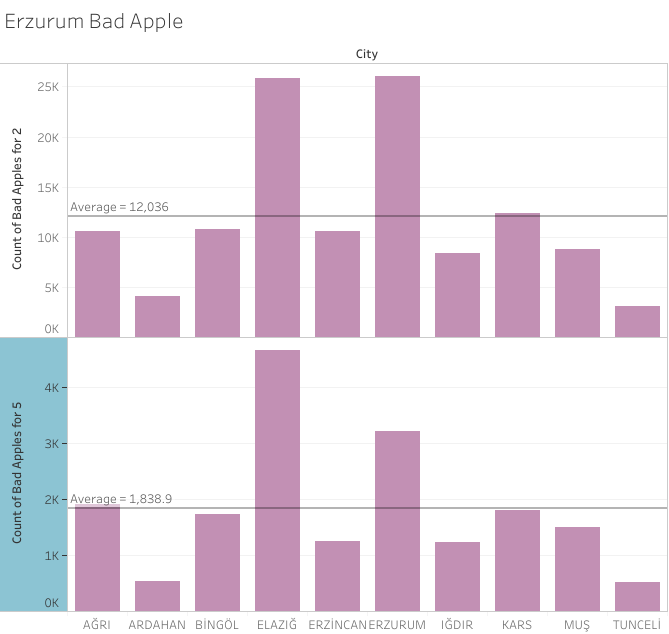 Erzurum Bad Apple
City
Count of Bad Apples for 2
25K
20K
15K
10K
5K
0K
Average = 12,036
Count of Bad Apples for 5
4K
3K
2K
1K
0K
Average = 1,838.9
AĞRI ARDAHAN BİNGÖL ELAZIĞ ERZİNCAN ERZURUM IĞDIR KARS MUŞ TUNCELİ